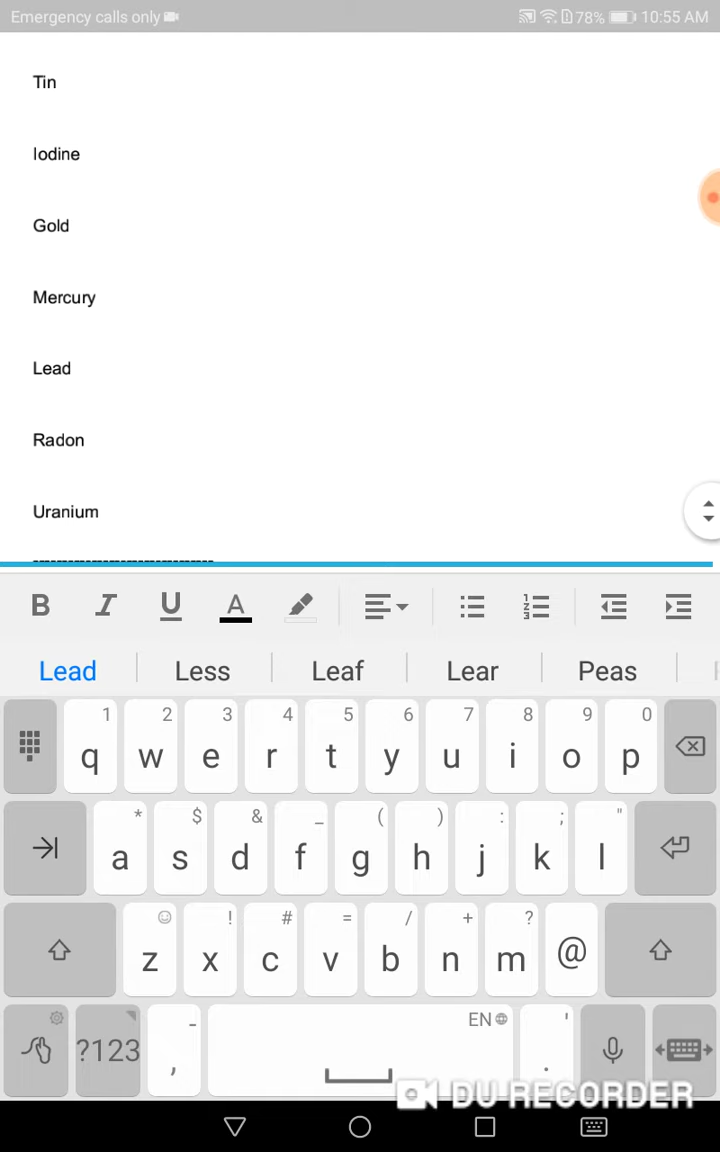 Emergency calls only 78% 10:55 AM
Tin
Iodine
Gold
Mercury
Lead
Radon
Uranium
B I U A
Lead Less Leaf Lear Peas
1 2 3 4 5 6 7 8 9 0
q w e r t y u i o p
* $ & _ ( ) : ; "
a s d f g h j k l
! # = / + ?
z x c v b n m @
- EN '
?123 , .
DU RECORDER